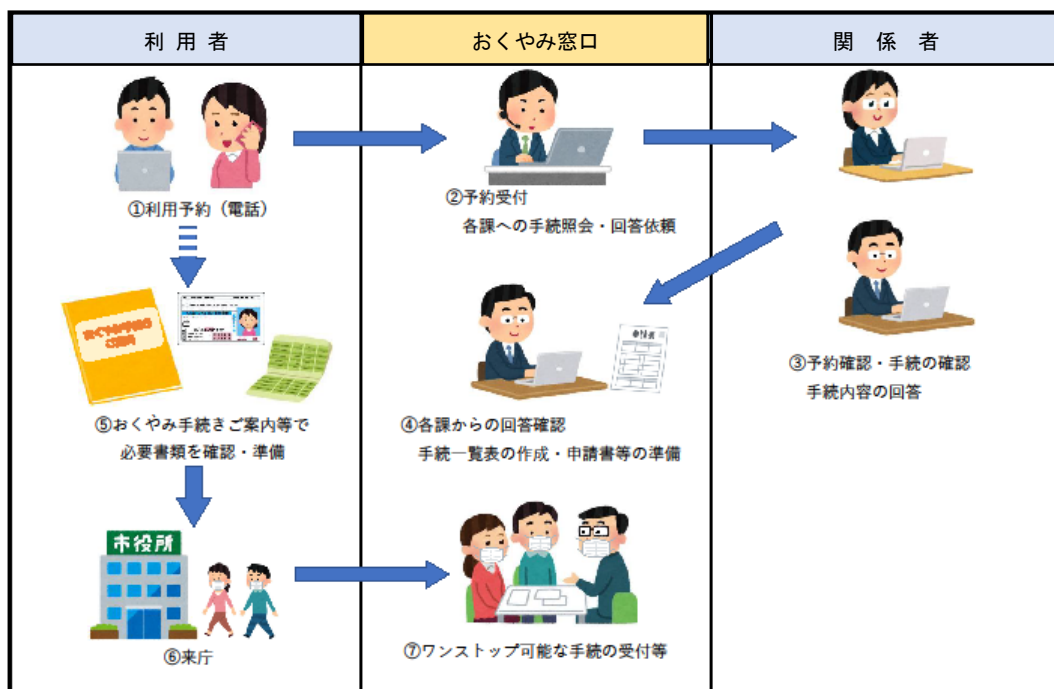 利用者
おくやみ窓口
関係者
①利用予約（電話）
②予約受付
各課への手続照会・回答依頼
③予約確認・手続の確認
手続内容の回答
申請書
④各課からの回答確認
手続一覧表の作成・申請書等の準備
⑤おくやみ手続きご案内等で
必要書類を確認・準備
市役所
⑥来庁
⑦ワンストップ可能な手続の受付等